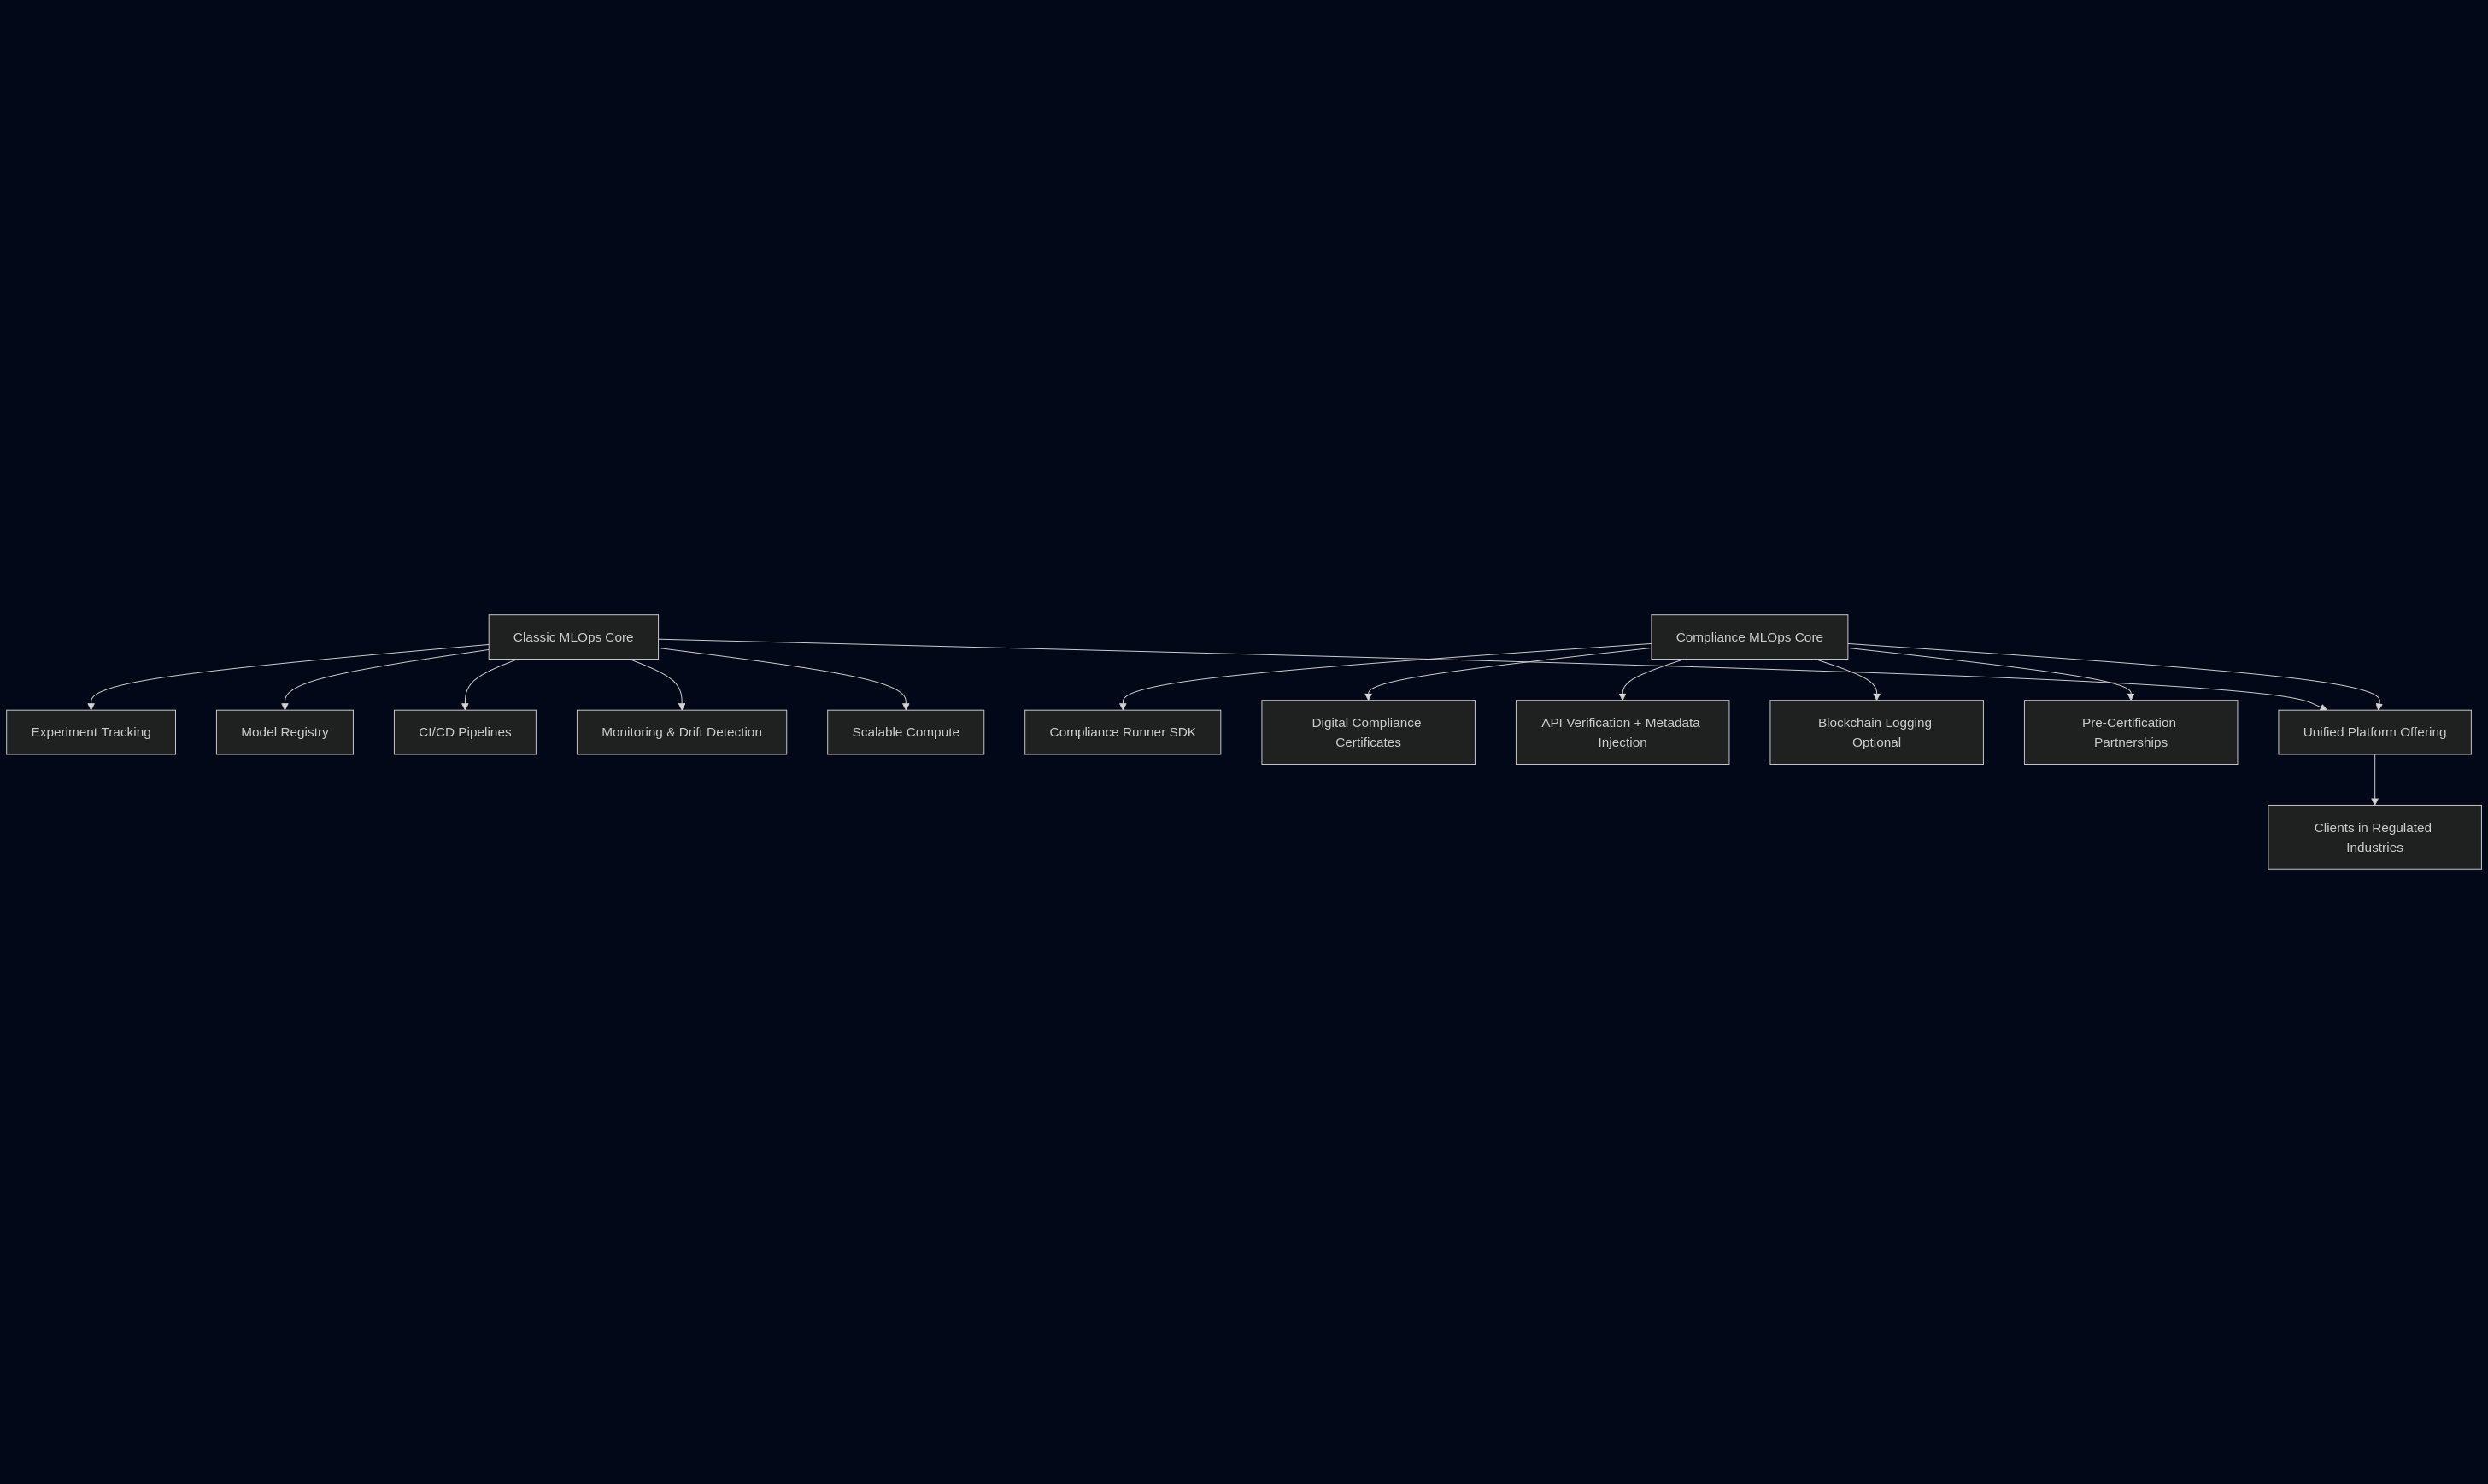 Classic MLOps Core
Compliance MLOps Core
Experiment Tracking
Model Registry
CI/CD Pipelines
Monitoring & Drift Detection
Scalable Compute
Compliance Runner SDK
Digital Compliance
Certificates
API Verification + Metadata
Injection
Blockchain Logging
Optional
Pre-Certification
Partnerships
Unified Platform Offering
Clients in Regulated
Industries